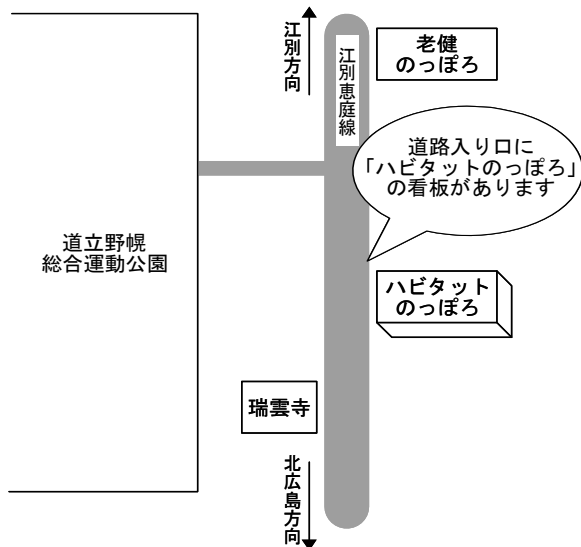 江別方向
江別恵庭線
老健
のっぽろ
道路入り口に
「ハビタットのっぽろ」
の看板があります
道立野幌
総合運動公園
ハビタット
のっぽろ
瑞雲寺
北広島方向